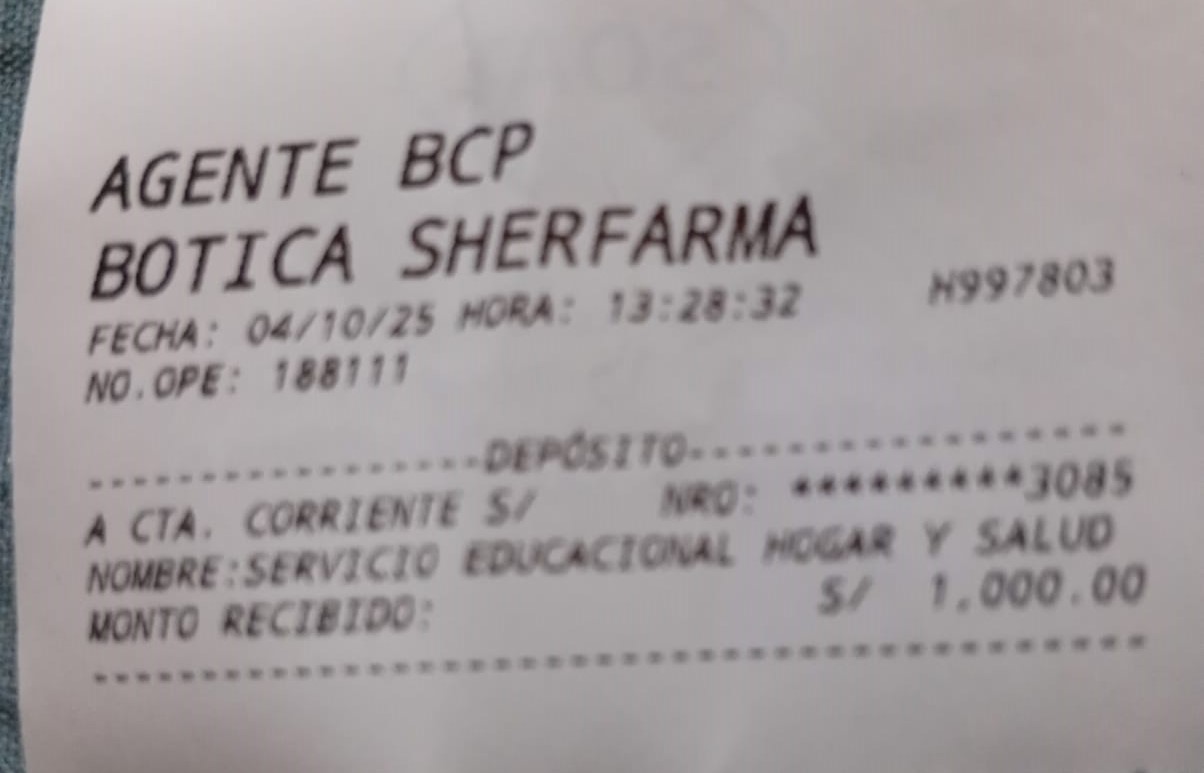 AGENTE BCP
BOTICA SHERFARMA
FECHA: 04/10/25 HORA: 13:28:32 H997803
NO.OPE: 188111
-----------------DEPÓSITO-------------------
A CTA. CORRIENTE S/ NRO: *********3085
NOMBRE:SERVICIO EDUCACIONAL HOGAR Y SALUD
MONTO RECIBIDO: S/ 1,000.00
----------------------------------------------